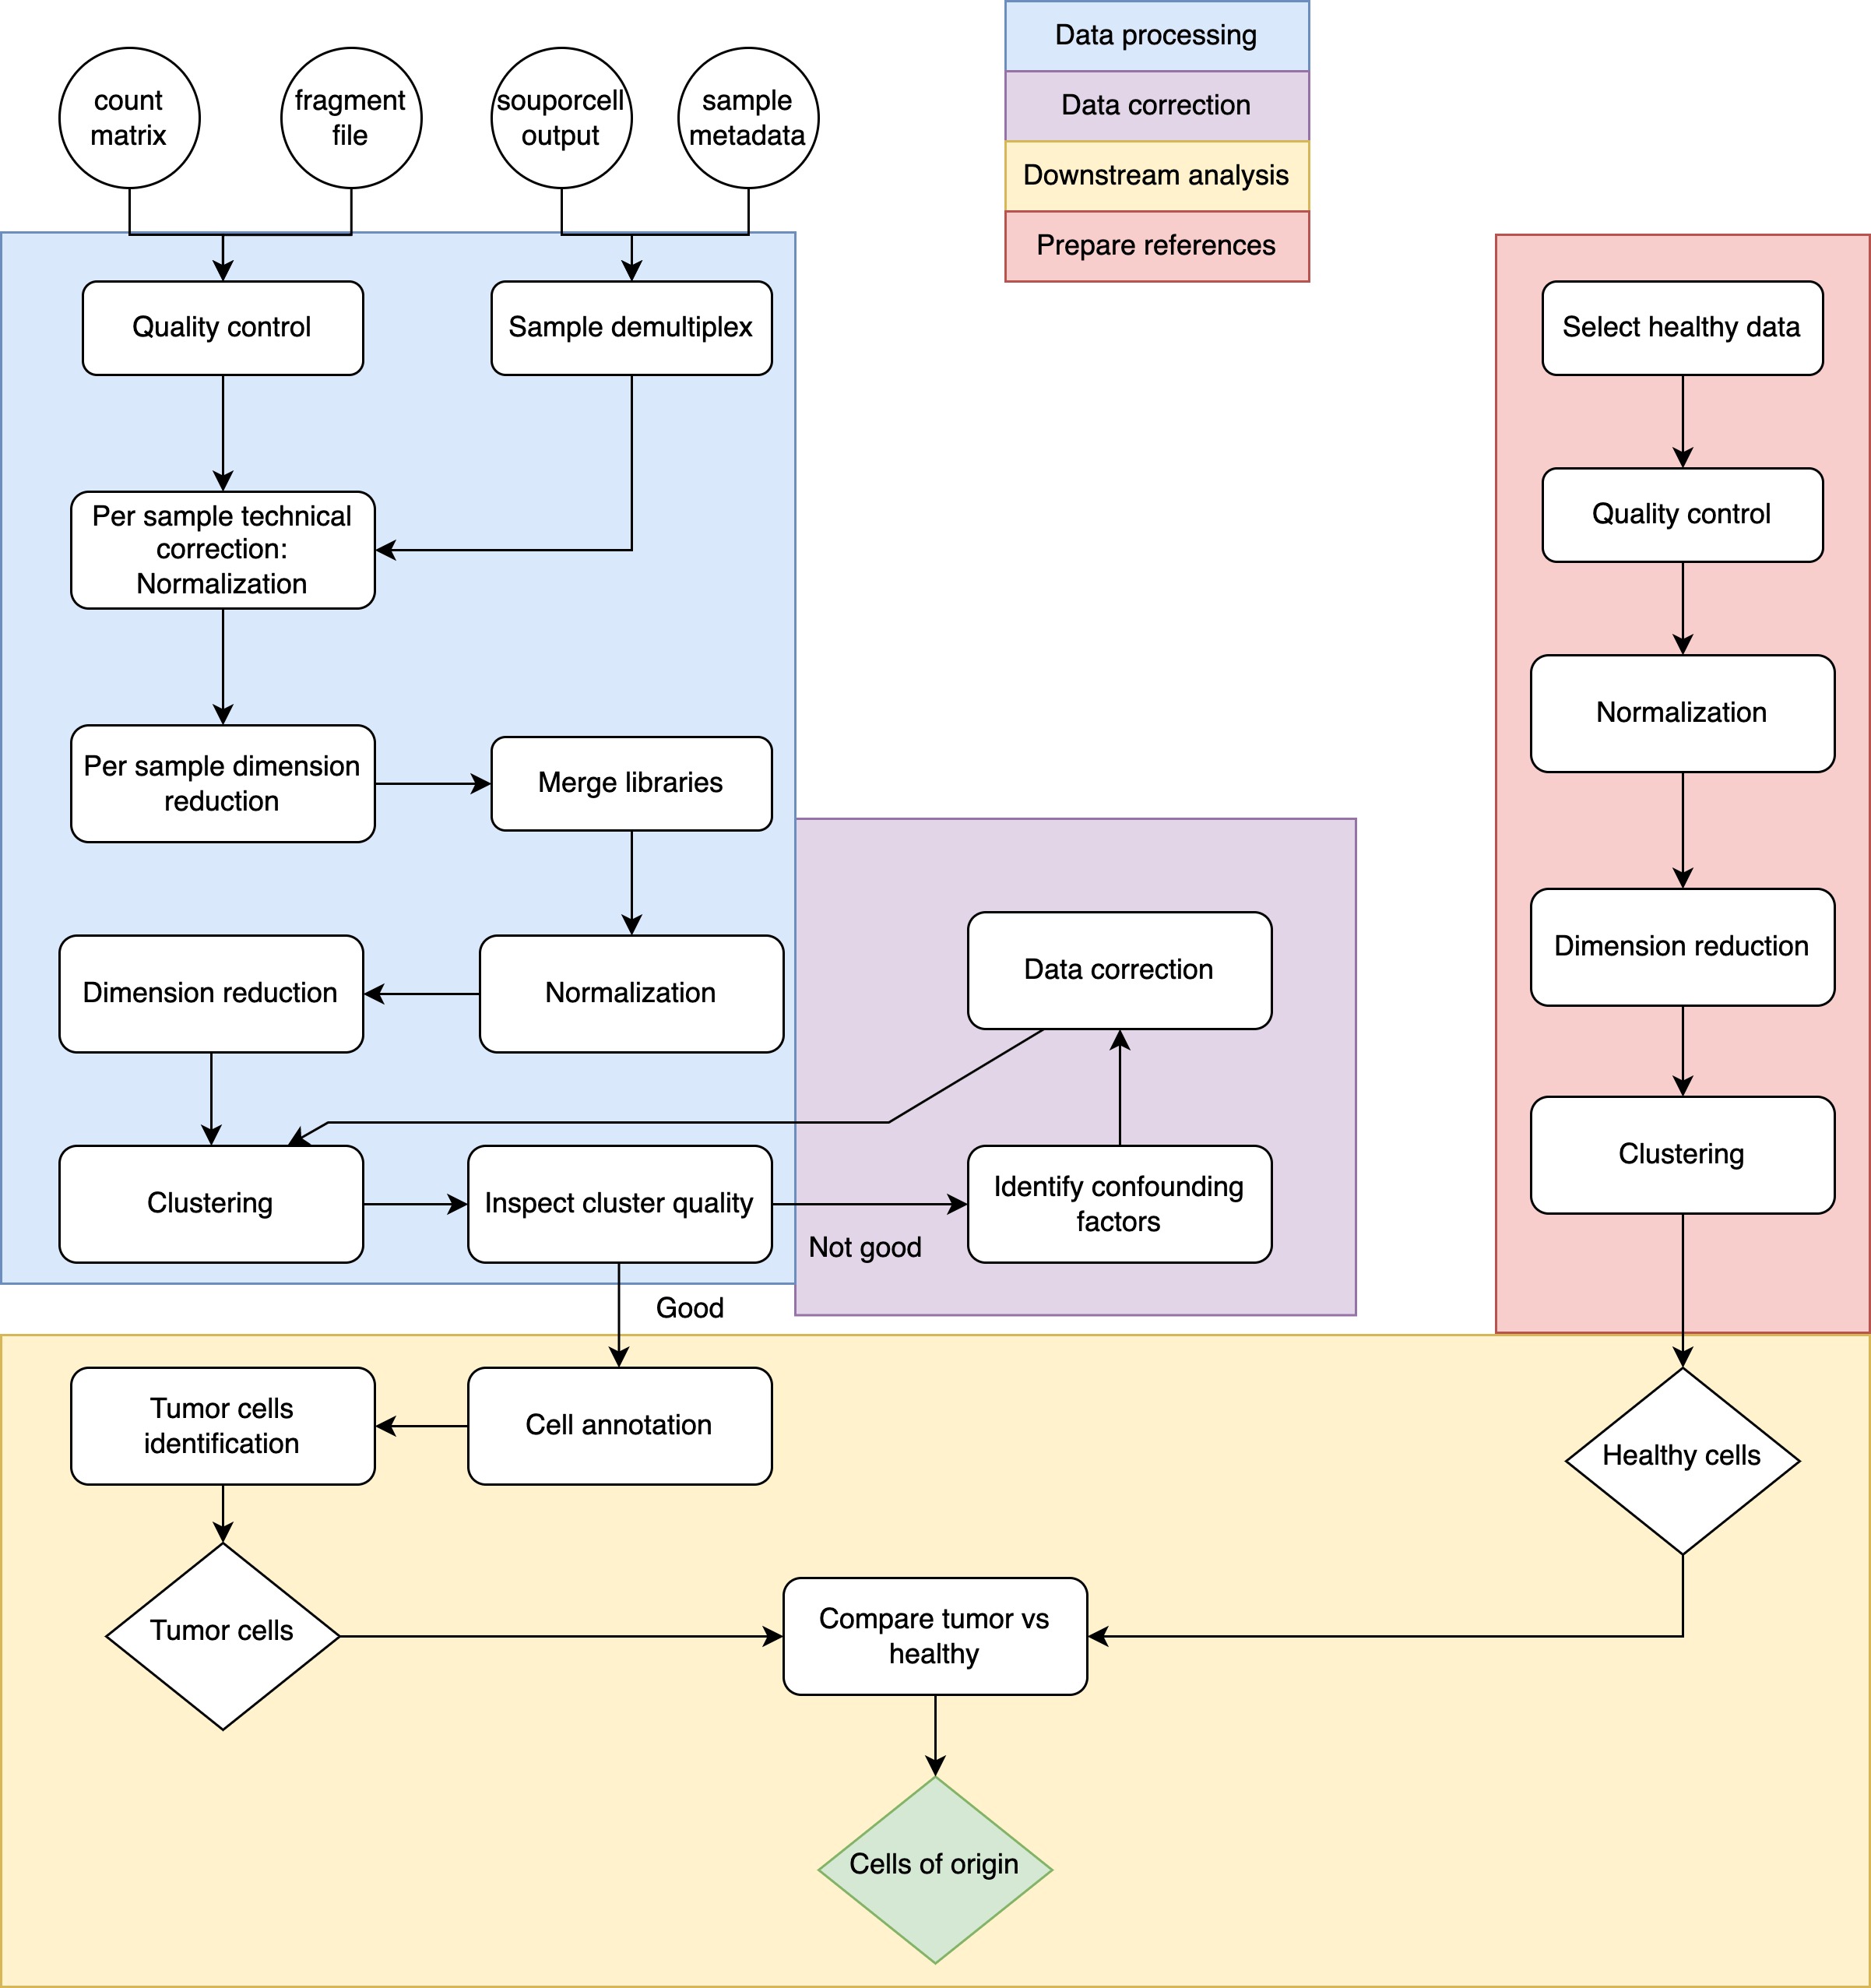 Data processing
Data correction
Downstream analysis
Prepare references
count
matrix
fragment
file
souporcell
output
sample
metadata
Quality control
Sample demultiplex
Per sample technical
correction:
Normalization
Per sample dimension
reduction
Merge libraries
Dimension reduction
Normalization
Clustering
Inspect cluster quality
Not good
Good
Data correction
Identify confounding
factors
Select healthy data
Quality control
Normalization
Dimension reduction
Clustering
Tumor cells
identification
Cell annotation
Healthy cells
Tumor cells
Compare tumor vs
healthy
Cells of origin